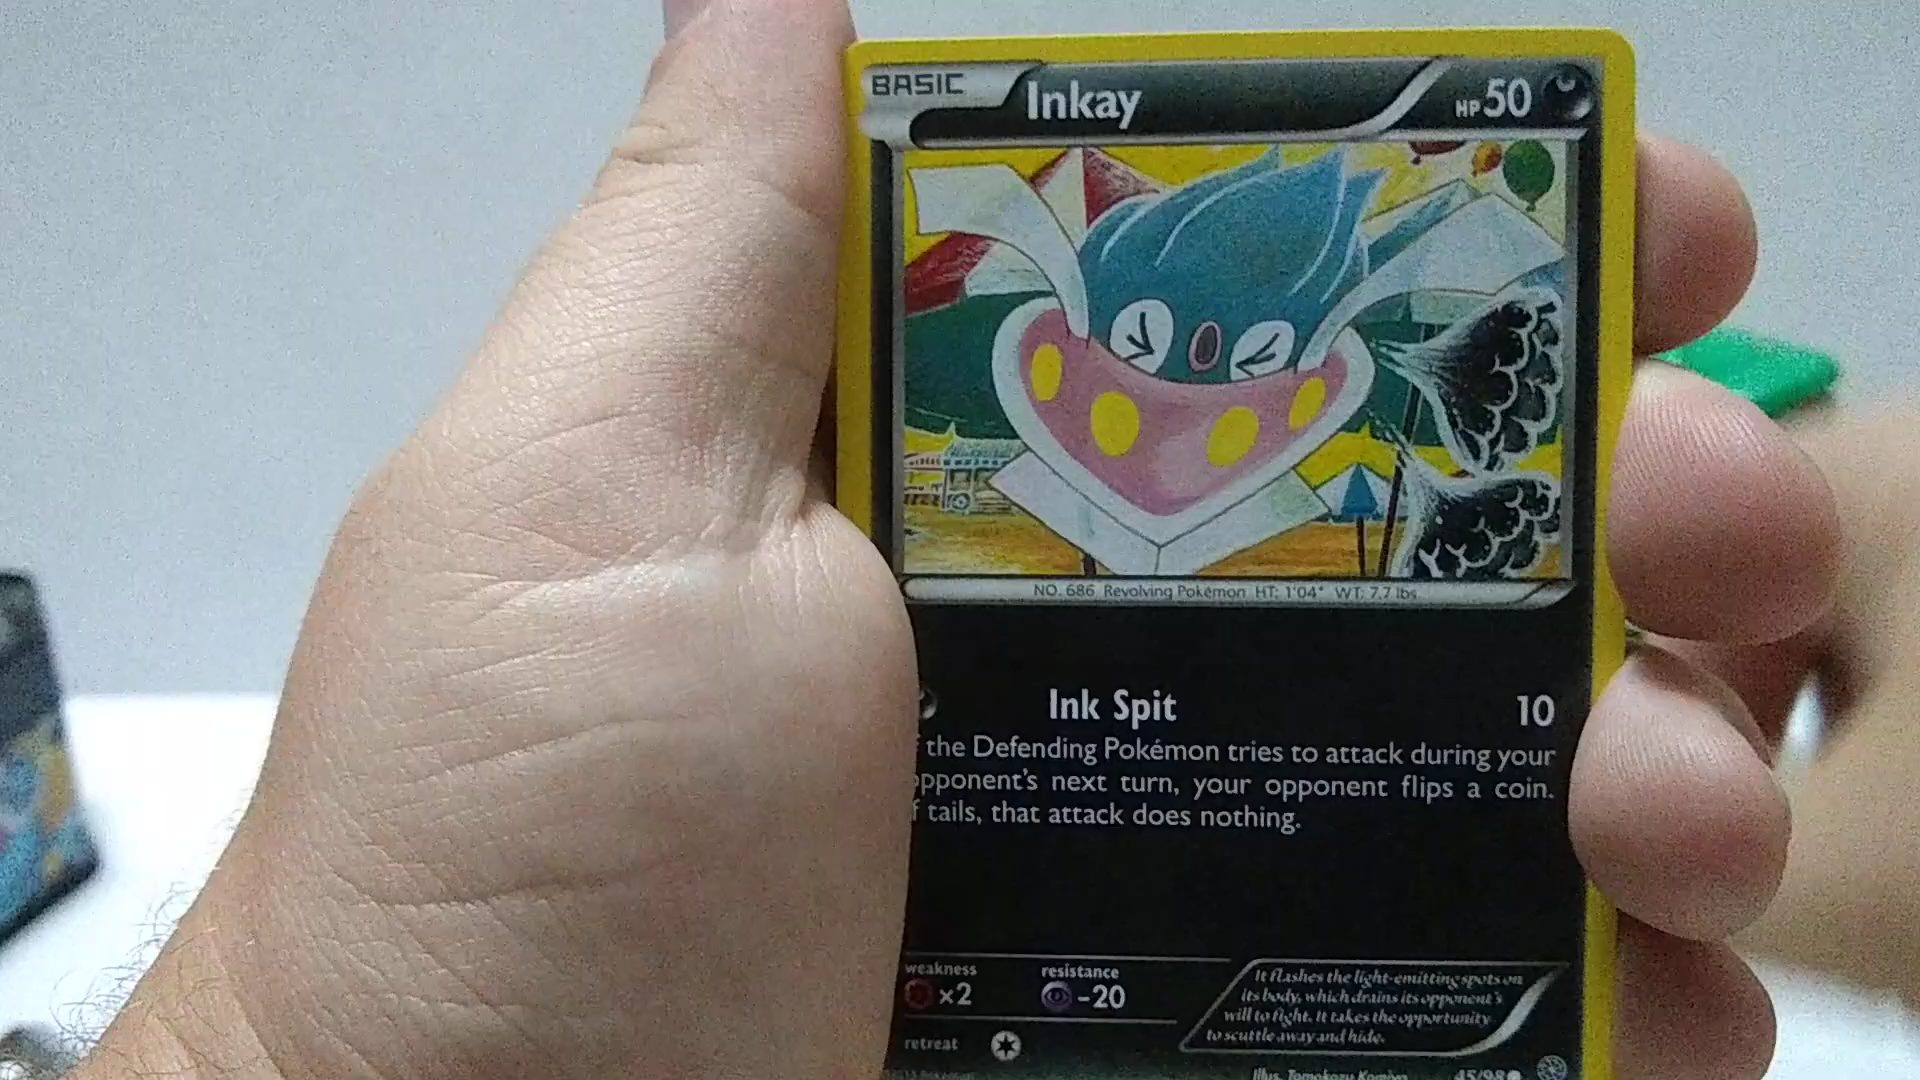 BASIC Inkay HP 50
NO. 686 Revolving Pokémon HT: 1'04" WT: 7.7 lbs
Ink Spit 10
the Defending Pokémon tries to attack during your
opponent's next turn, your opponent flips a coin.
f tails, that attack does nothing.
weakness resistance
×2 -20
retreat
It flashes the light-emitting spots on
its body, which drains its opponent's
will to fight. It takes the opportunity
to scuttle away and hide.
Illus. Tomokazu Komiya 45/98